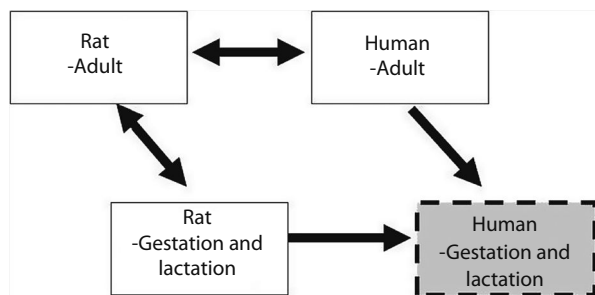 Rat
-Adult
Human
-Adult
Rat
-Gestation and
lactation
Human
-Gestation and
lactation